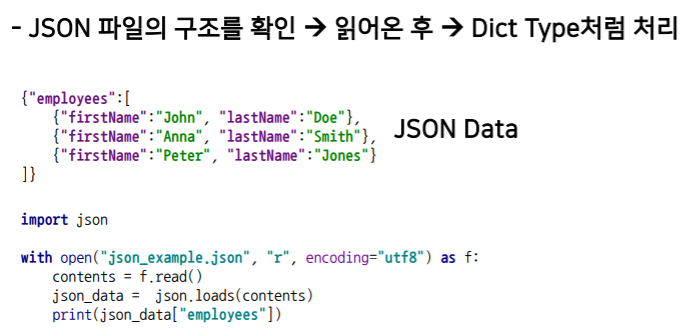 - JSON 파일의 구조를 확인 → 읽어온 후 → Dict Type처럼 처리
{"employees":[
    {"firstName":"John", "lastName":"Doe"},
    {"firstName":"Anna", "lastName":"Smith"},
    {"firstName":"Peter", "lastName":"Jones"}
]}
JSON Data
import json
with open("json_example.json", "r", encoding="utf8") as f:
    contents = f.read()
    json_data =  json.loads(contents)
    print(json_data["employees"])